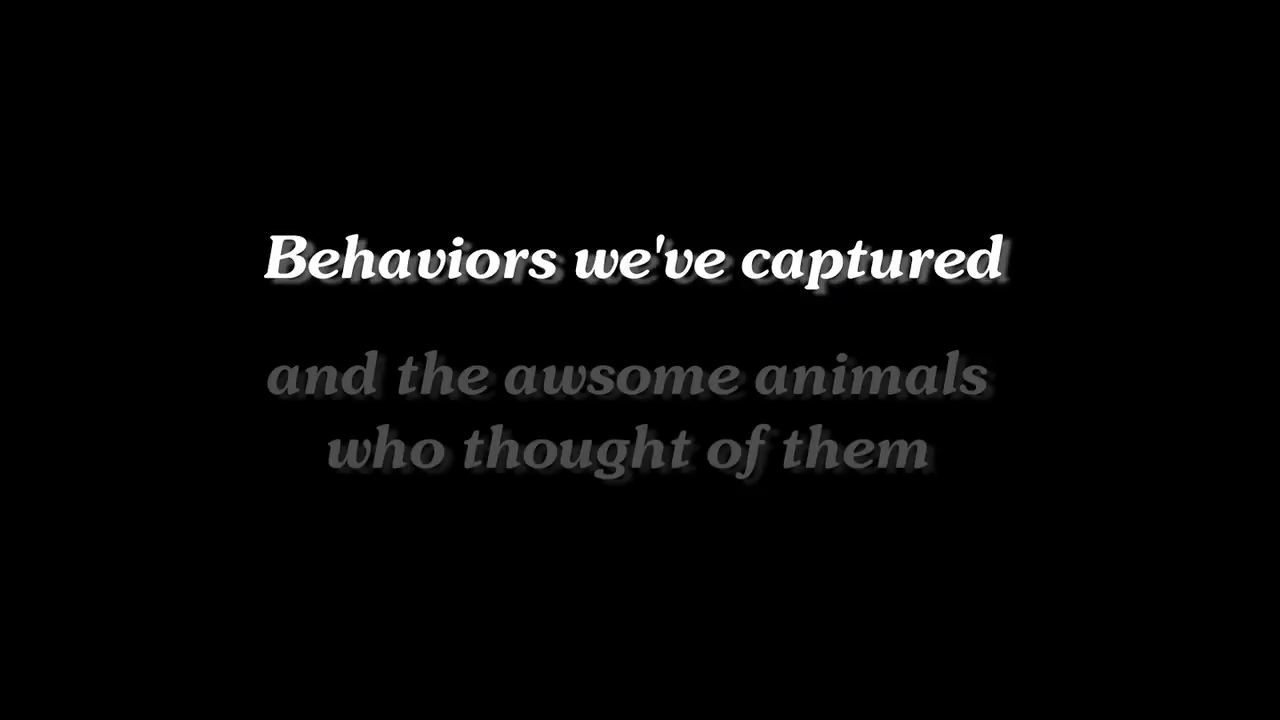 Behaviors we've captured
and the awsome animals
who thought of them